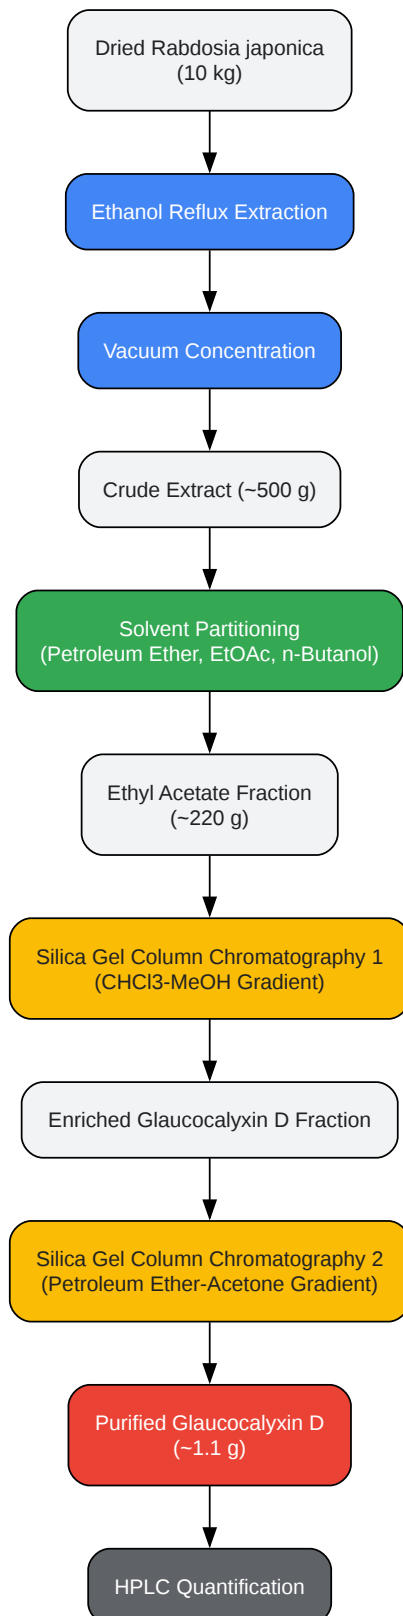 Dried Rabdosia japonica
(10 kg)
Ethanol Reflux Extraction
Vacuum Concentration
Crude Extract (~500 g)
Solvent Partitioning
(Petroleum Ether, EtOAc, n-Butanol)
Ethyl Acetate Fraction
(~220 g)
Silica Gel Column Chromatography 1
(CHCl3-MeOH Gradient)
Enriched Glaucocalyxin D Fraction
Silica Gel Column Chromatography 2
(Petroleum Ether-Acetone Gradient)
Purified Glaucocalyxin D
(~1.1 g)
HPLC Quantification